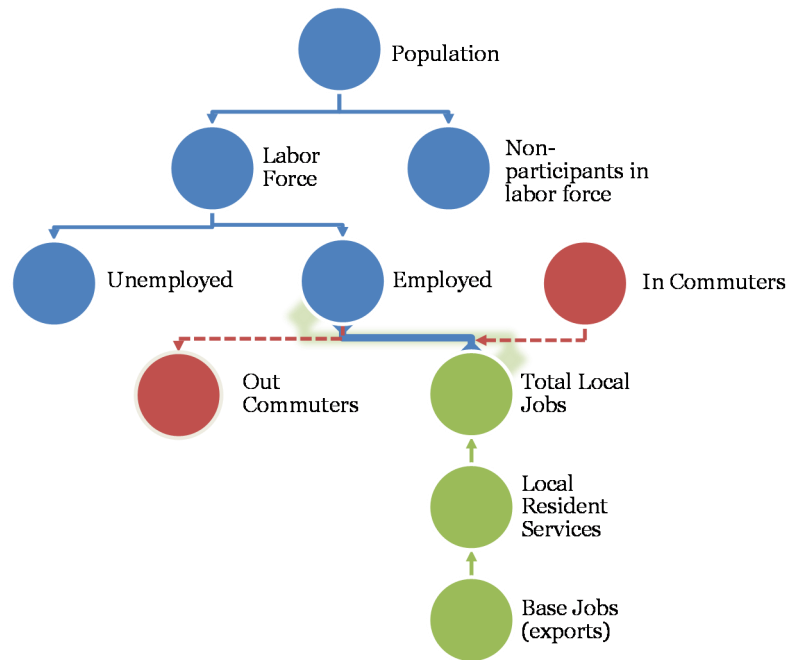 Population
Labor
Force
Non-
participants in
labor force
Unemployed
Employed
In Commuters
Out
Commuters
Total Local
Jobs
Local
Resident
Services
Base Jobs
(exports)